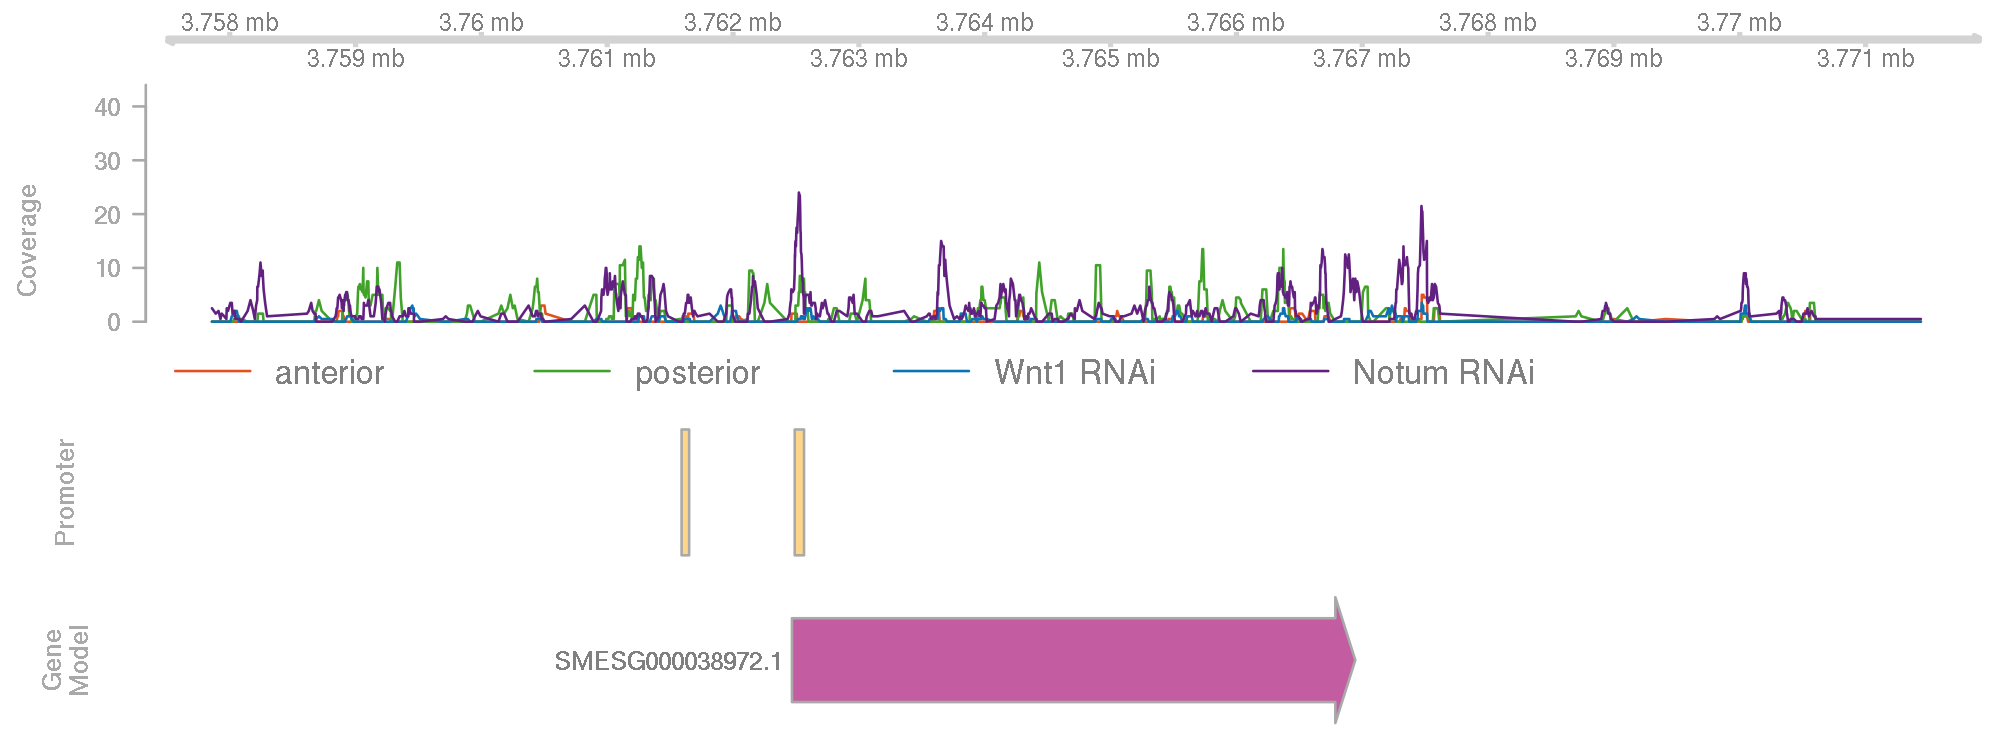 3.758 mb 3.76 mb 3.762 mb 3.764 mb 3.766 mb 3.768 mb 3.77 mb
3.759 mb 3.761 mb 3.763 mb 3.765 mb 3.767 mb 3.769 mb 3.771 mb
Coverage
40
30
20
10
0
anterior posterior Wnt1 RNAi Notum RNAi
Promoter
Gene
Model
SMESG000038972.1